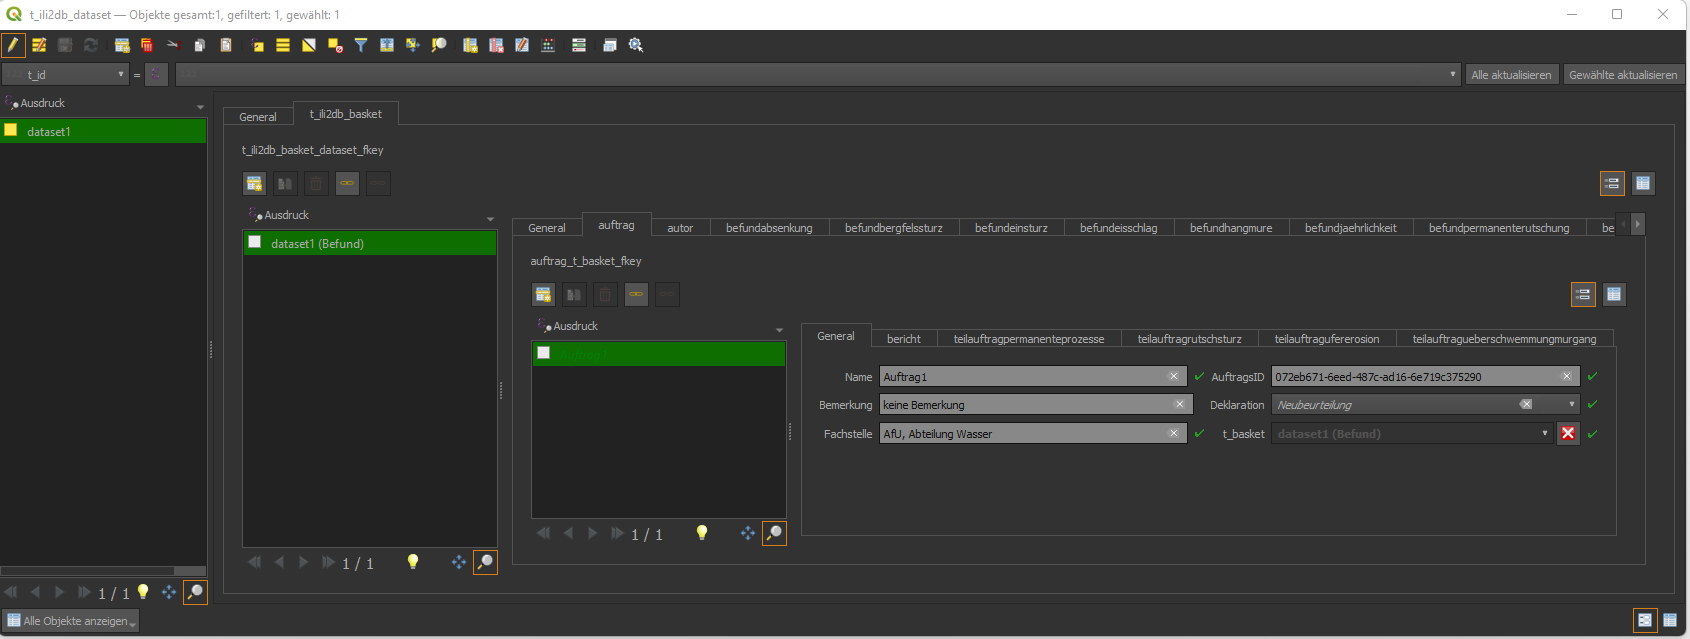 t_ili2db_dataset — Objekte gesamt:1, gefiltert: 1, gewählt: 1
t_id = Alle aktualisieren Gewählte aktualisieren
Ausdruck
dataset1
General t_ili2db_basket
t_ili2db_basket_dataset_fkey
Ausdruck
dataset1 (Befund)
General auftrag autor befundabsenkung befundbergfelssturz befundeinsturz befundeisschlag befundhangmure befundjaehrlichkeit befundpermanenterutschung be
auftrag_t_basket_fkey
Ausdruck
Auftrag1
General bericht teilauftragpermanenteprozesse teilauftragrutschsturz teilauftragufererosion teilauftragueberschwemmungmurgang
Name Auftrag1 AuftragsID 072eb671-6eed-487c-ad16-6e719c375290
Bemerkung keine Bemerkung Deklaration Neubeurteilung
Fachstelle AfU, Abteilung Wasser t_basket dataset1 (Befund)
1 / 1
1 / 1
1 / 1
Alle Objekte anzeigen